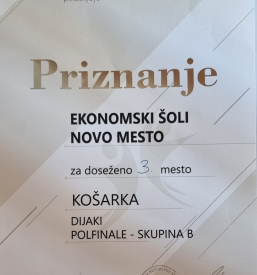 Priznanje
EKONOMSKI ŠOLI
NOVO MESTO
za doseženo 3. mesto
KOŠARKA
DIJAKI
POLFINALE - SKUPINA B